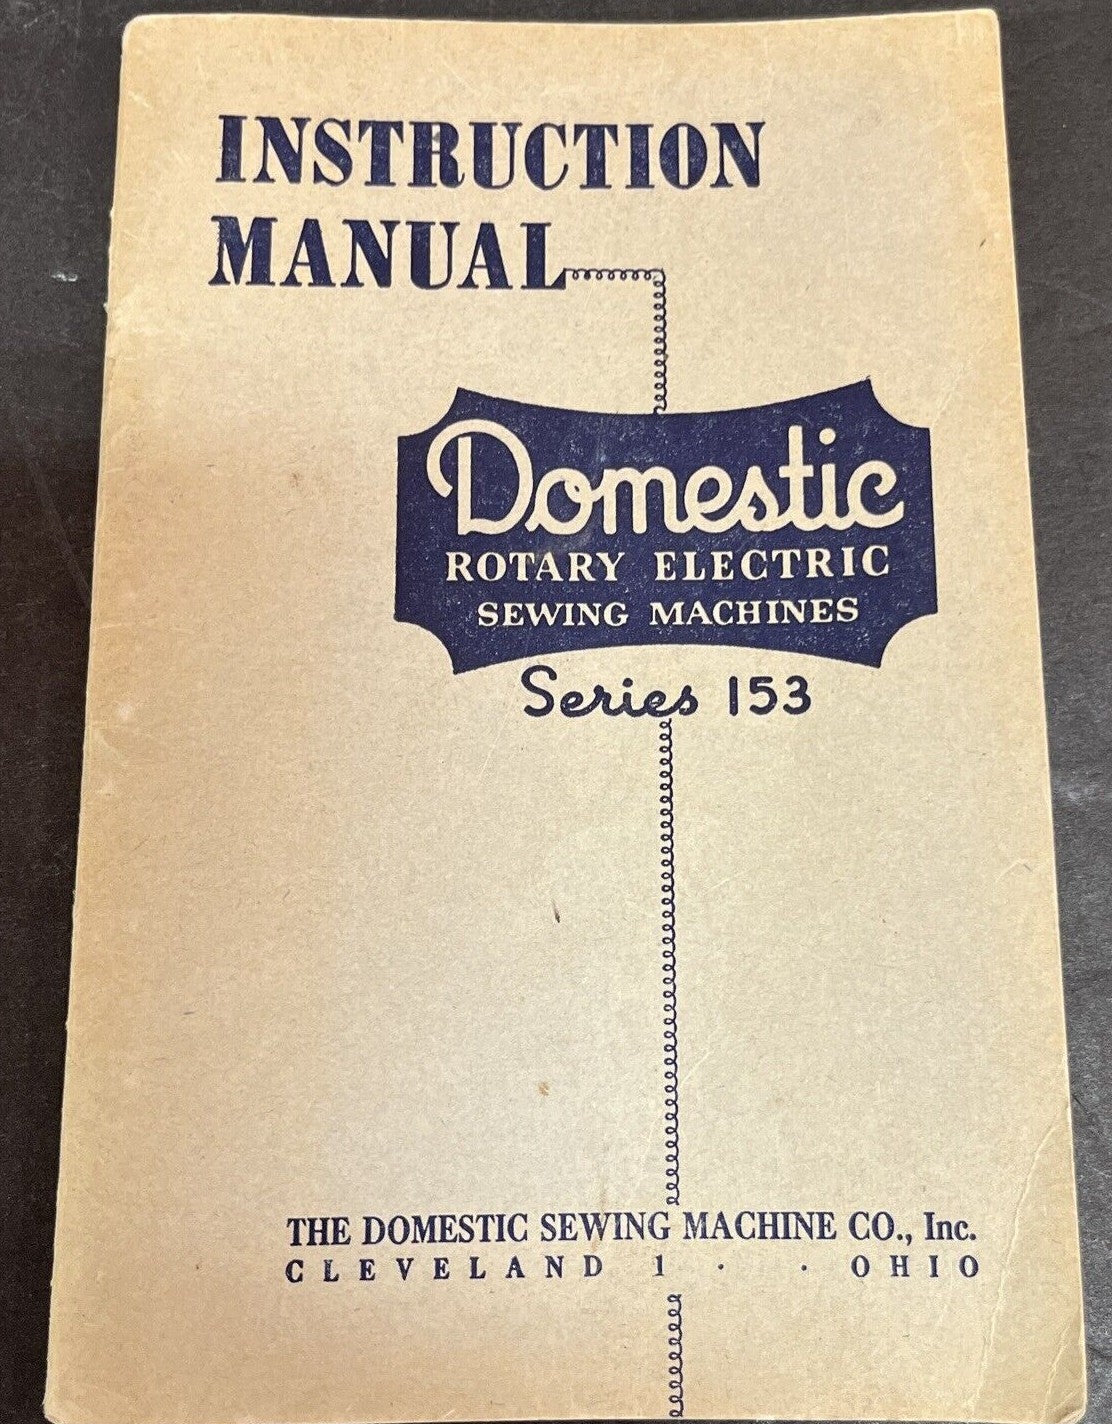 INSTRUCTION
MANUAL
Domestic
ROTARY ELECTRIC
SEWING MACHINES
Series 153
THE DOMESTIC SEWING MACHINE CO., Inc.
CLEVELAND 1 · · OHIO